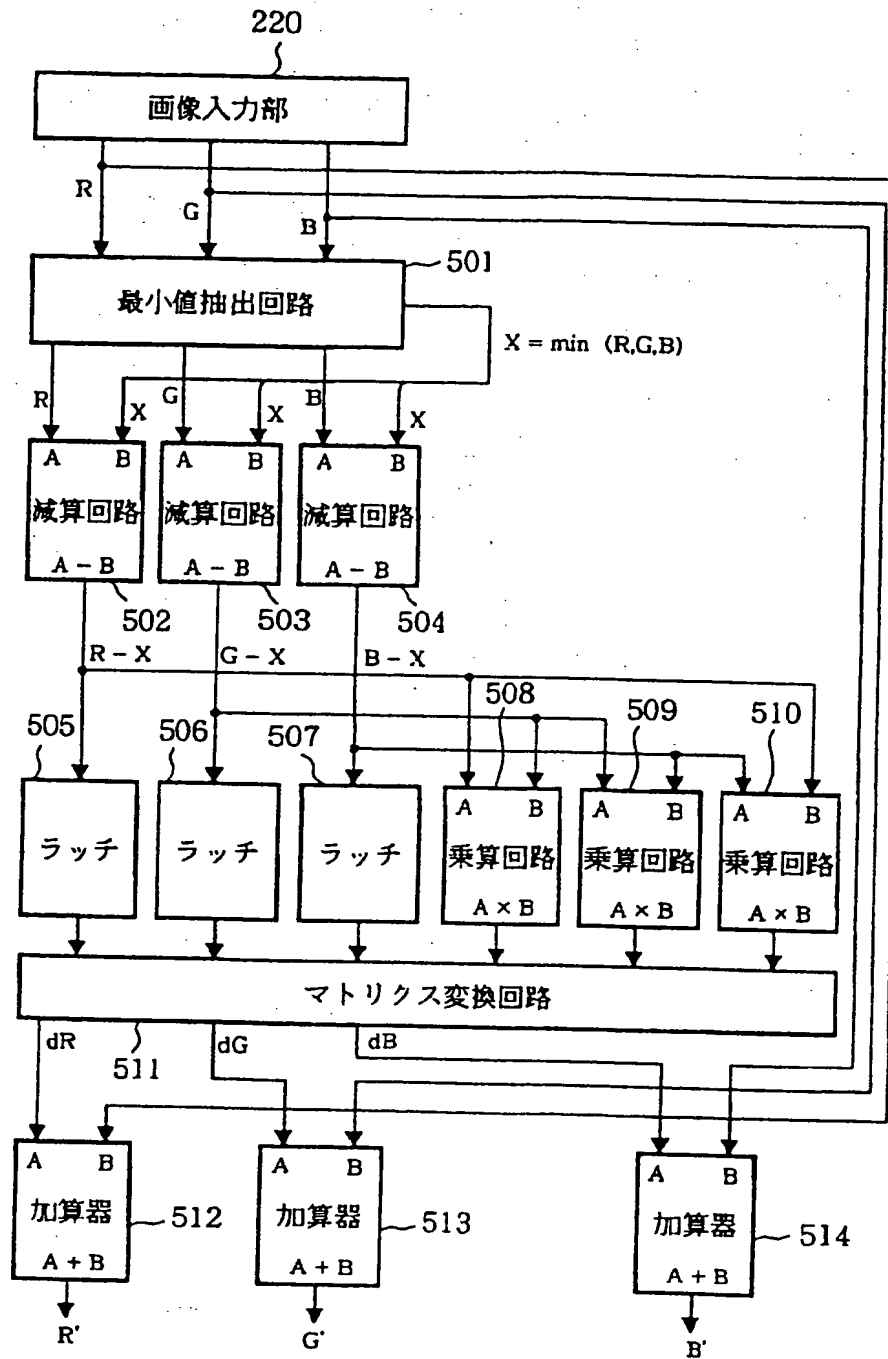 220
画像入力部
R
G
B
501
最小値抽出回路
X = min (R,G,B)
R
X
G
X
B
X
A B
減算回路
A − B
A B
減算回路
A − B
A B
減算回路
A − B
502
503
504
R − X
G − X
B − X
505
506
507
508
509
510
ラッチ
ラッチ
ラッチ
A B
乗算回路
A × B
A B
乗算回路
A × B
A B
乗算回路
A × B
マトリクス変換回路
dR
511
dG
dB
A B
加算器
A + B
512
A B
加算器
A + B
513
A B
加算器
A + B
514
R'
G'
B'